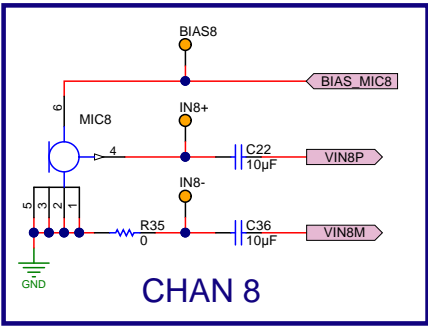 BIAS8
BIAS_MIC8
6
MIC8
IN8+
4
C22
10µF
VIN8P
IN8-
5
3
2
1
R35
0
C36
10µF
VIN8M
GND
CHAN 8